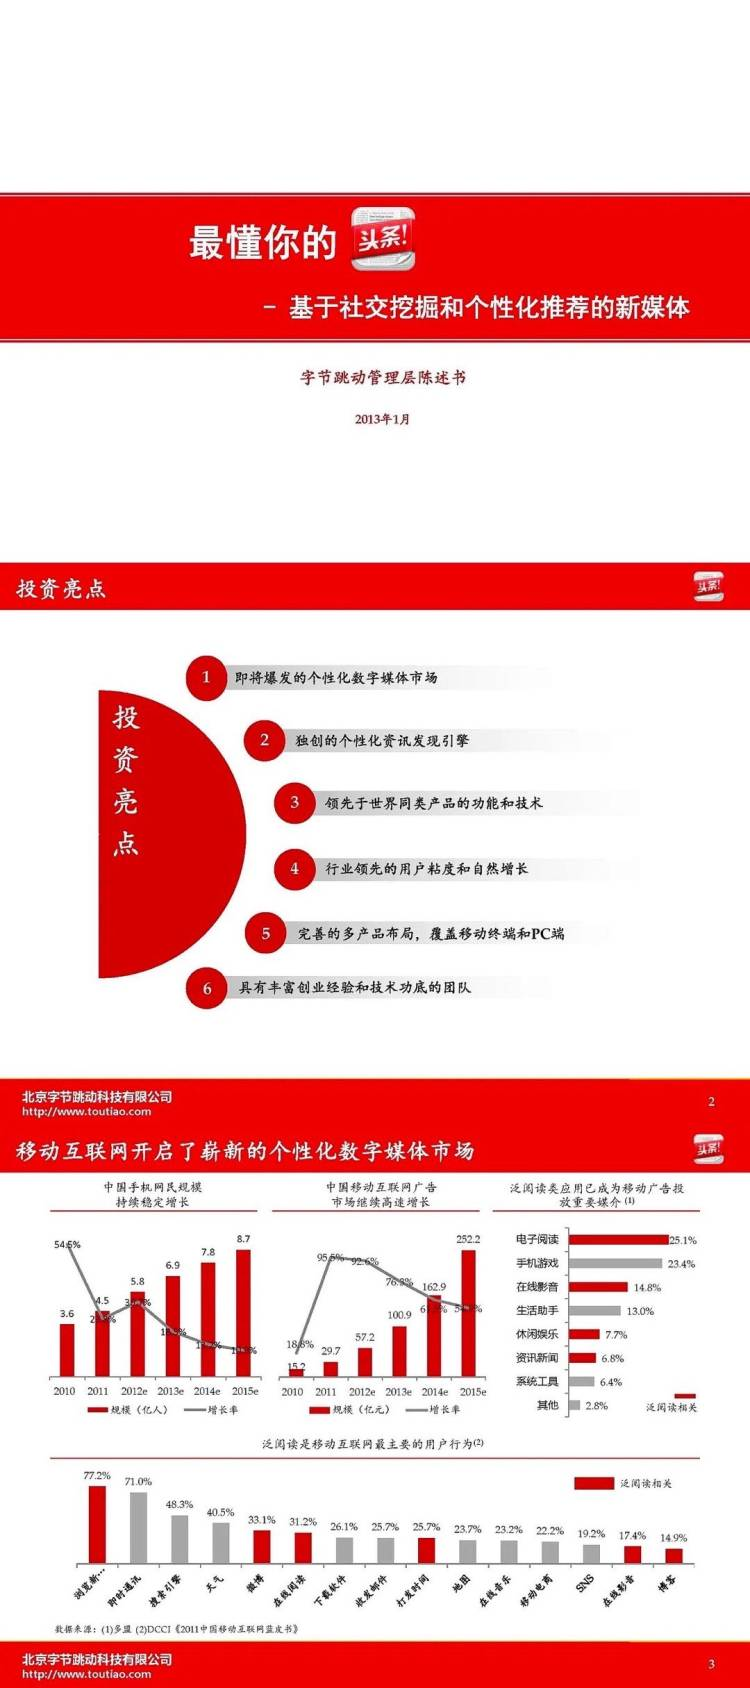 最懂你的 头条!
- 基于社交挖掘和个性化推荐的新媒体
字节跳动管理层陈述书
2013年1月
投资亮点
头条!
投资亮点
1 即将爆发的个性化数字媒体市场
2 独创的个性化资讯发现引擎
3 领先于世界同类产品的功能和技术
4 行业领先的用户粘度和自然增长
5 完善的多产品布局，覆盖移动终端和PC端
6 具有丰富创业经验和技术功底的团队
北京字节跳动科技有限公司
http://www.toutiao.com
2
移动互联网开启了崭新的个性化数字媒体市场
头条!
中国手机网民规模
持续稳定增长
54.5%
3.6 4.5 5.8 6.9 7.8 8.7
2010 2011 2012e 2013e 2014e 2015e
规模（亿人） 增长率
中国移动互联网广告
市场继续高速增长
18.8% 95.5% 92.6% 76.3%
15.2 29.7 57.2 100.9 162.9 252.2
2010 2011 2012e 2013e 2014e 2015e
规模（亿元） 增长率
泛阅读类应用已成为移动广告投
放重要媒介 (1)
电子阅读 25.1%
手机游戏 23.4%
在线影音 14.8%
生活助手 13.0%
休闲娱乐 7.7%
资讯新闻 6.8%
系统工具 6.4%
其他 2.8%
泛阅读相关
泛阅读是移动互联网最主要的用户行为(2)
泛阅读相关
77.2% 71.0% 48.3% 40.5% 33.1% 31.2% 26.1% 25.7% 25.7% 23.7% 23.2% 22.2% 19.2% 17.4% 14.9%
浏览新… 即时通讯 搜索引擎 天气 微博 在线阅读 下载软件 收发邮件 打发时间 地图 在线音乐 移动电商 SNS 在线影音 博客
数据来源：(1)多盟 (2)DCCI《2011中国移动互联网蓝皮书》
北京字节跳动科技有限公司
http://www.toutiao.com
3